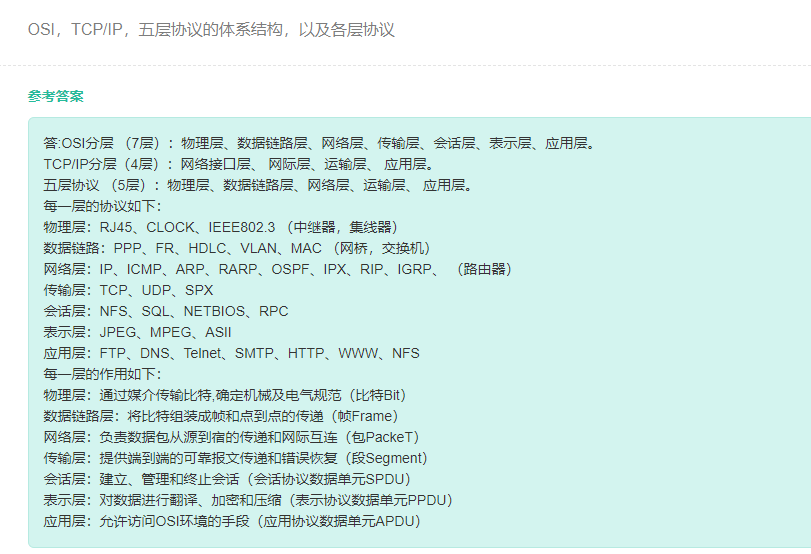 OSI，TCP/IP，五层协议的体系结构，以及各层协议
参考答案
答:OSI分层 （7层）：物理层、数据链路层、网络层、传输层、会话层、表示层、应用层。
TCP/IP分层（4层）：网络接口层、 网际层、运输层、 应用层。
五层协议 （5层）：物理层、数据链路层、网络层、运输层、 应用层。
每一层的协议如下：
物理层：RJ45、CLOCK、IEEE802.3 （中继器，集线器）
数据链路：PPP、FR、HDLC、VLAN、MAC （网桥，交换机）
网络层：IP、ICMP、ARP、RARP、OSPF、IPX、RIP、IGRP、 （路由器）
传输层：TCP、UDP、SPX
会话层：NFS、SQL、NETBIOS、RPC
表示层：JPEG、MPEG、ASII
应用层：FTP、DNS、Telnet、SMTP、HTTP、WWW、NFS
每一层的作用如下：
物理层：通过媒介传输比特,确定机械及电气规范（比特Bit）
数据链路层：将比特组装成帧和点到点的传递（帧Frame）
网络层：负责数据包从源到宿的传递和网际互连（包PackeT）
传输层：提供端到端的可靠报文传递和错误恢复（段Segment）
会话层：建立、管理和终止会话（会话协议数据单元SPDU）
表示层：对数据进行翻译、加密和压缩（表示协议数据单元PPDU）
应用层：允许访问OSI环境的手段（应用协议数据单元APDU）